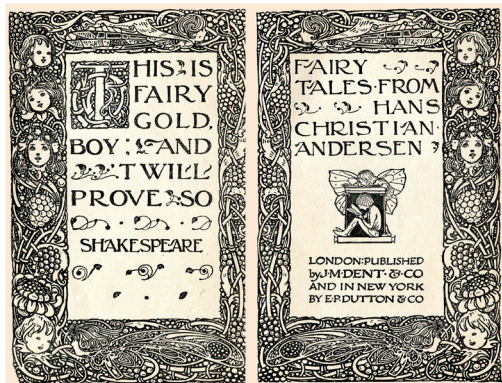 THIS IS
FAIRY
GOLD,
BOY; AND
'TWILL
PROVE SO
SHAKESPEARE
FAIRY
TALES·FROM
HANS
CHRISTIAN·
ANDERSEN
LONDON:PUBLISHED
by J·M·DENT·&·CO
AND IN NEW YORK
BY E·P·DUTTON & CO